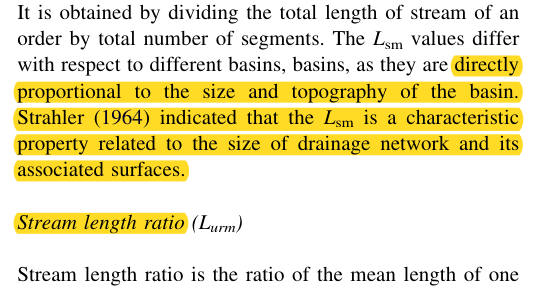 It is obtained by dividing the total length of stream of an
order by total number of segments. The Lsm values differ
with respect to different basins, basins, as they are directly
proportional to the size and topography of the basin.
Strahler (1964) indicated that the Lsm is a characteristic
property related to the size of drainage network and its
associated surfaces.
Stream length ratio (Lurm)
Stream length ratio is the ratio of the mean length of one